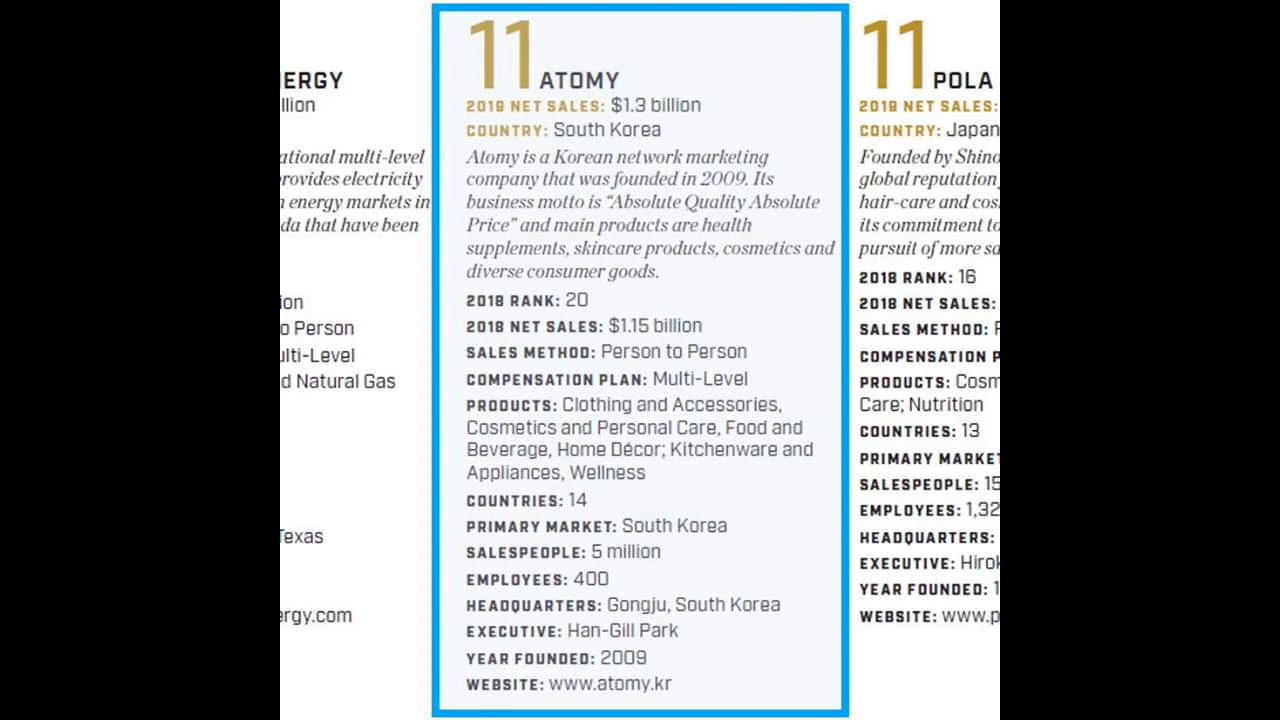 ERGY
llion
ational multi-level
rovides electricity
n energy markets in
da that have been
ion
o Person
ulti-Level
d Natural Gas
Texas
ergy.com
11 ATOMY
2019 NET SALES: $1.3 billion
COUNTRY: South Korea
Atomy is a Korean network marketing
company that was founded in 2009. Its
business motto is “Absolute Quality Absolute
Price” and main products are health
supplements, skincare products, cosmetics and
diverse consumer goods.
2018 RANK: 20
2018 NET SALES: $1.15 billion
SALES METHOD: Person to Person
COMPENSATION PLAN: Multi-Level
PRODUCTS: Clothing and Accessories,
Cosmetics and Personal Care, Food and
Beverage, Home Décor; Kitchenware and
Appliances, Wellness
COUNTRIES: 14
PRIMARY MARKET: South Korea
SALESPEOPLE: 5 million
EMPLOYEES: 400
HEADQUARTERS: Gongju, South Korea
EXECUTIVE: Han-Gill Park
YEAR FOUNDED: 2009
WEBSITE: www.atomy.kr
11 POLA
2019 NET SALES:
COUNTRY: Japan
Founded by Shino
global reputation
hair-care and cos
its commitment to
pursuit of more sa
2018 RANK: 16
2018 NET SALES:
SALES METHOD: P
COMPENSATION P
PRODUCTS: Cosm
Care; Nutrition
COUNTRIES: 13
PRIMARY MARKET
SALESPEOPLE: 15
EMPLOYEES: 1,32
HEADQUARTERS:
EXECUTIVE: Hirok
YEAR FOUNDED: 1
WEBSITE: www.p